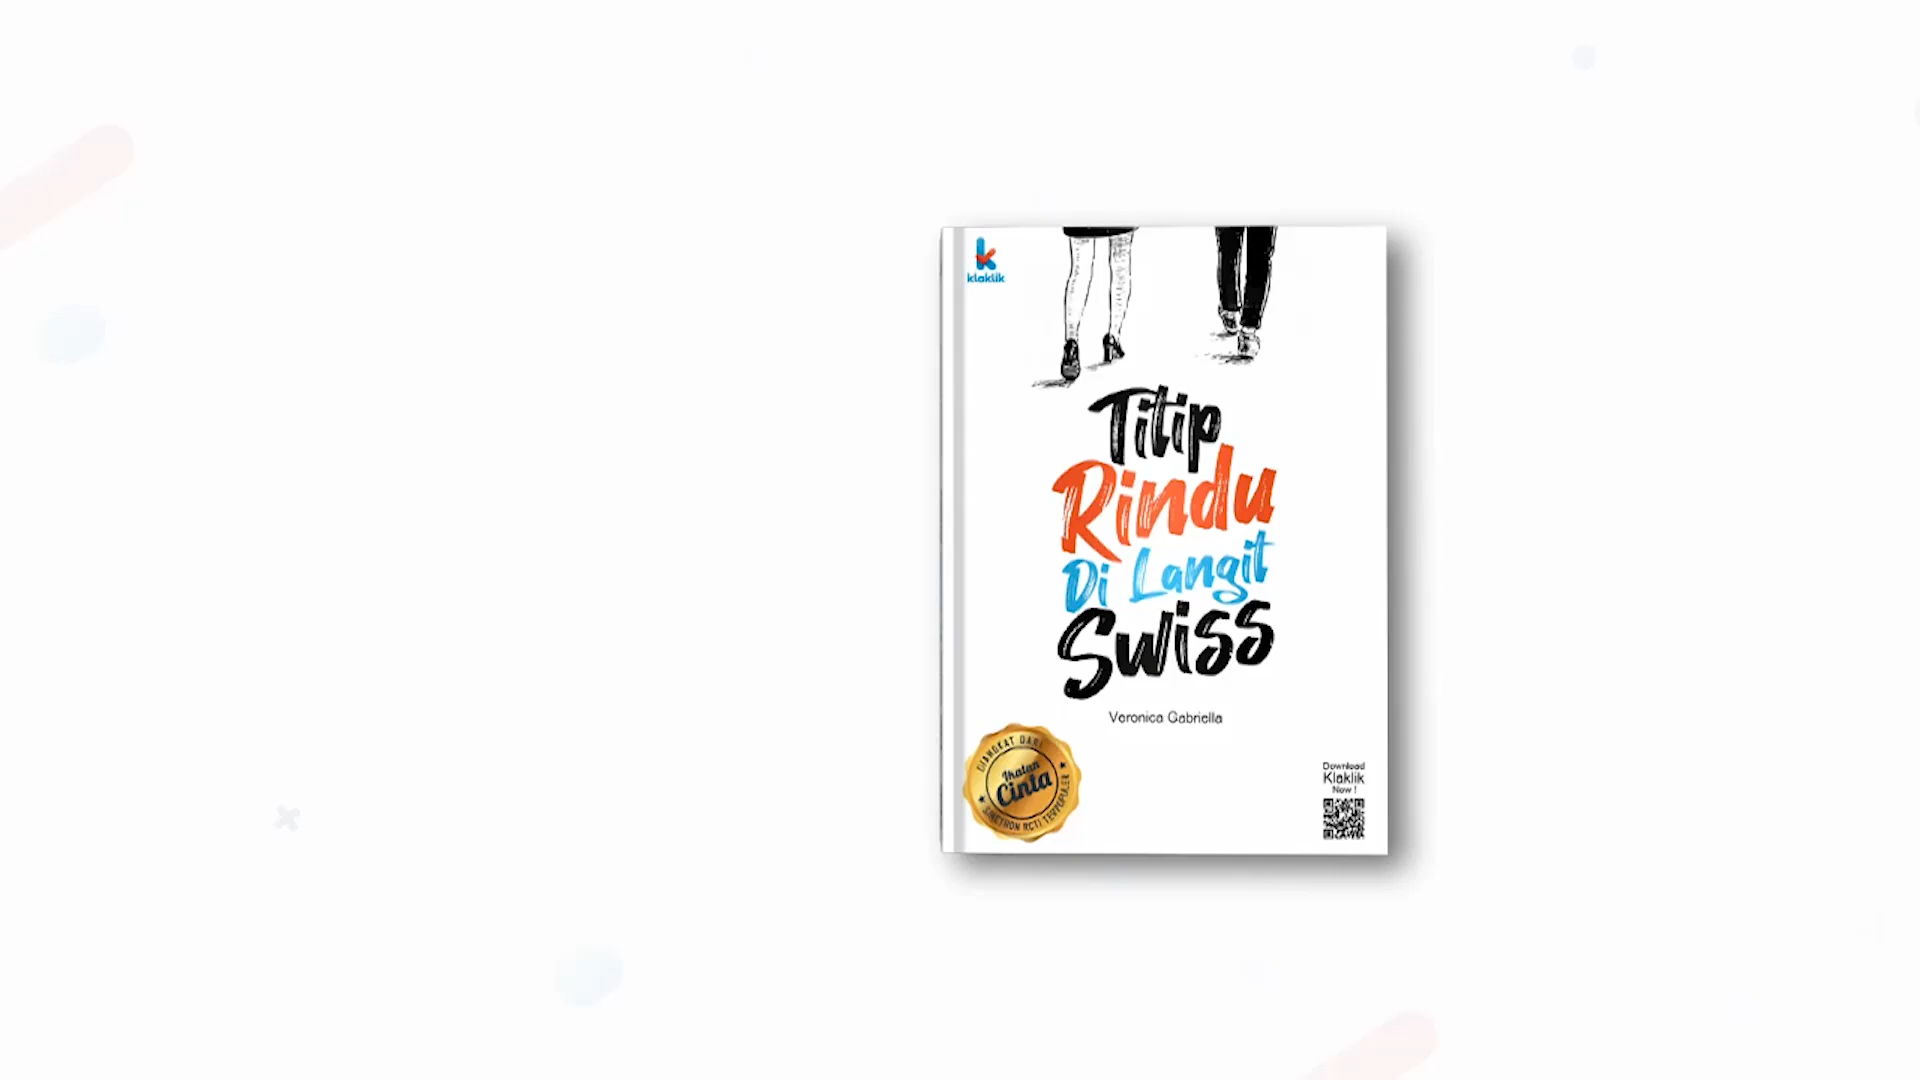 klaklik
Titip
Rindu
Di Langit
Swiss
Veronica Gabriella
DIANGKAT DARI
Ikatan
Cinta
SINETRON RCTI TERPOPULER
Download
Klaklik
Now !